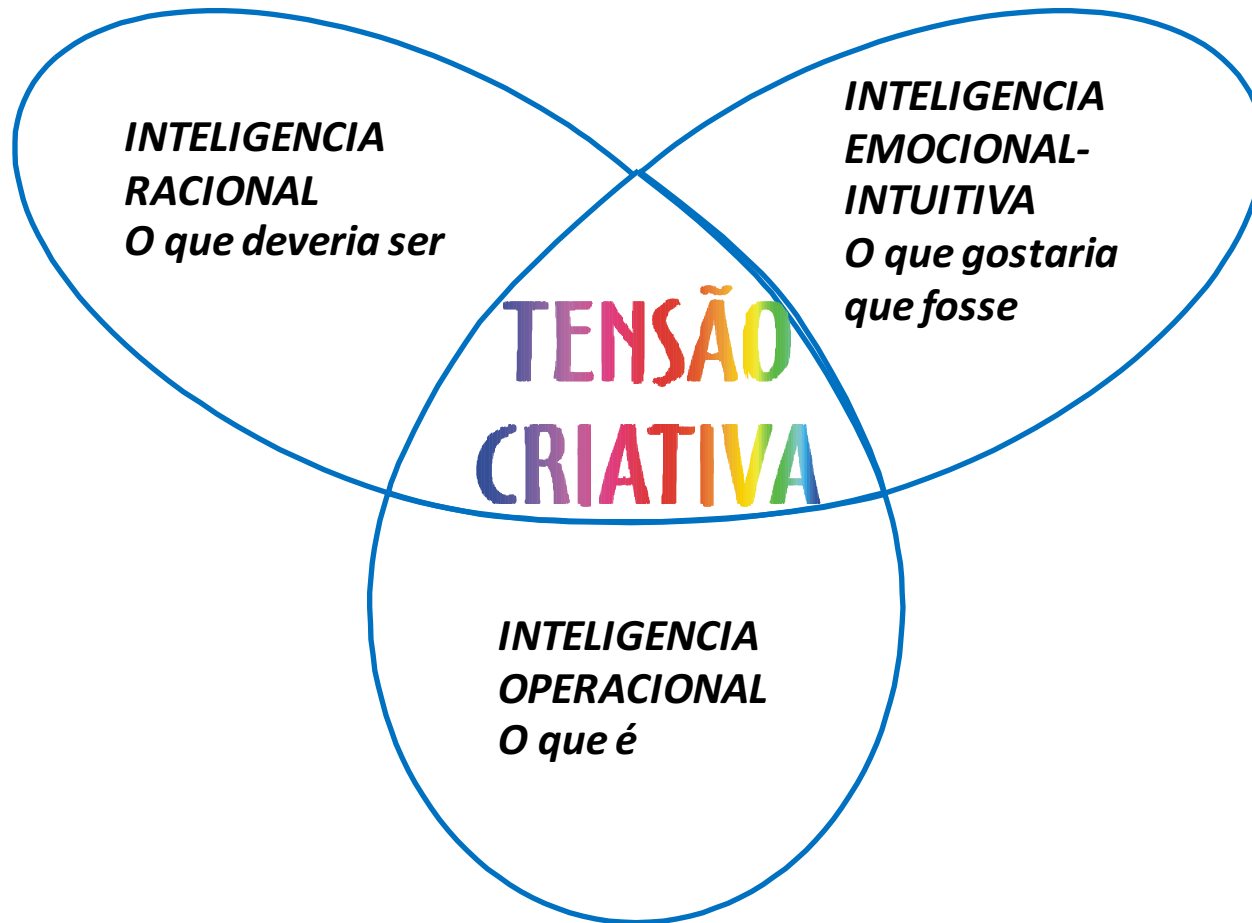 INTELIGENCIA
RACIONAL
O que deveria ser
INTELIGENCIA
EMOCIONAL-
INTUITIVA
O que gostaria
que fosse
TENSÃO
CRIATIVA
INTELIGENCIA
OPERACIONAL
O que é